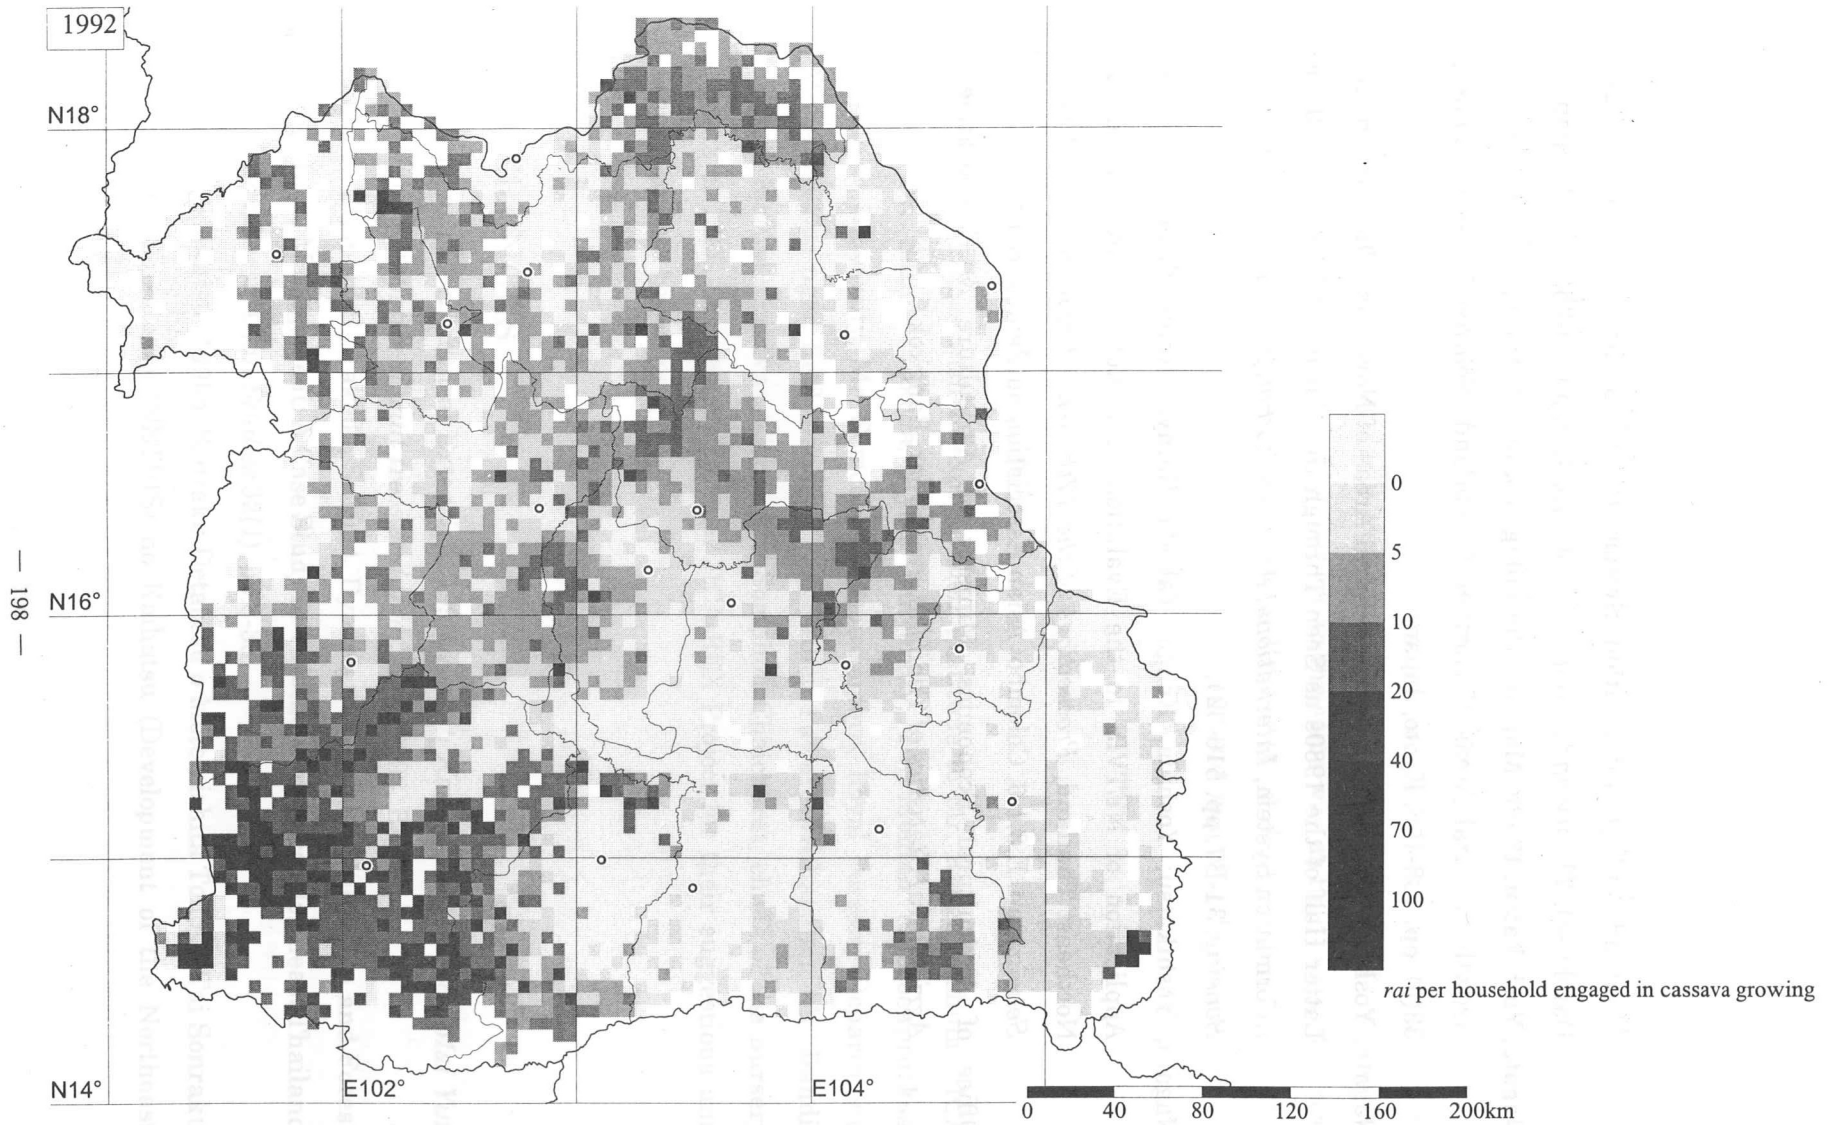 1992
N18°
N16°
N14°
E102°
E104°
0
5
10
20
40
70
100
rai per household engaged in cassava growing
0 40 80 120 160 200km
— 198 —